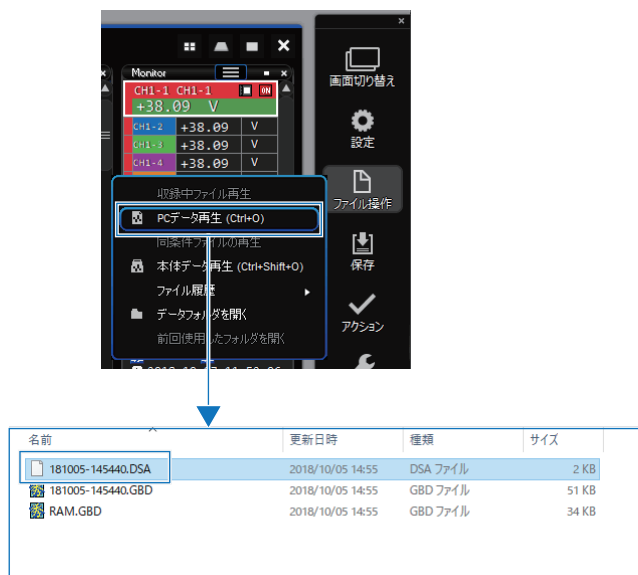 Monitor
画面切り替え
CH1-1 CH1-1 ON
+38.09 V
CH1-2 +38.09 V
CH1-3 +38.09 V
CH1-4 +38.09 V
設定
ファイル操作
収録中ファイル再生
PCデータ再生 (Ctrl+O)
同条件ファイルの再生
本体データ再生 (Ctrl+Shift+O)
ファイル履歴
データフォルダを開く
前回使用したフォルダを開く
保存
アクション
名前 更新日時 種類 サイズ
181005-145440.DSA 2018/10/05 14:55 DSA ファイル 2 KB
181005-145440.GBD 2018/10/05 14:55 GBD ファイル 51 KB
RAM.GBD 2018/10/05 14:55 GBD ファイル 34 KB